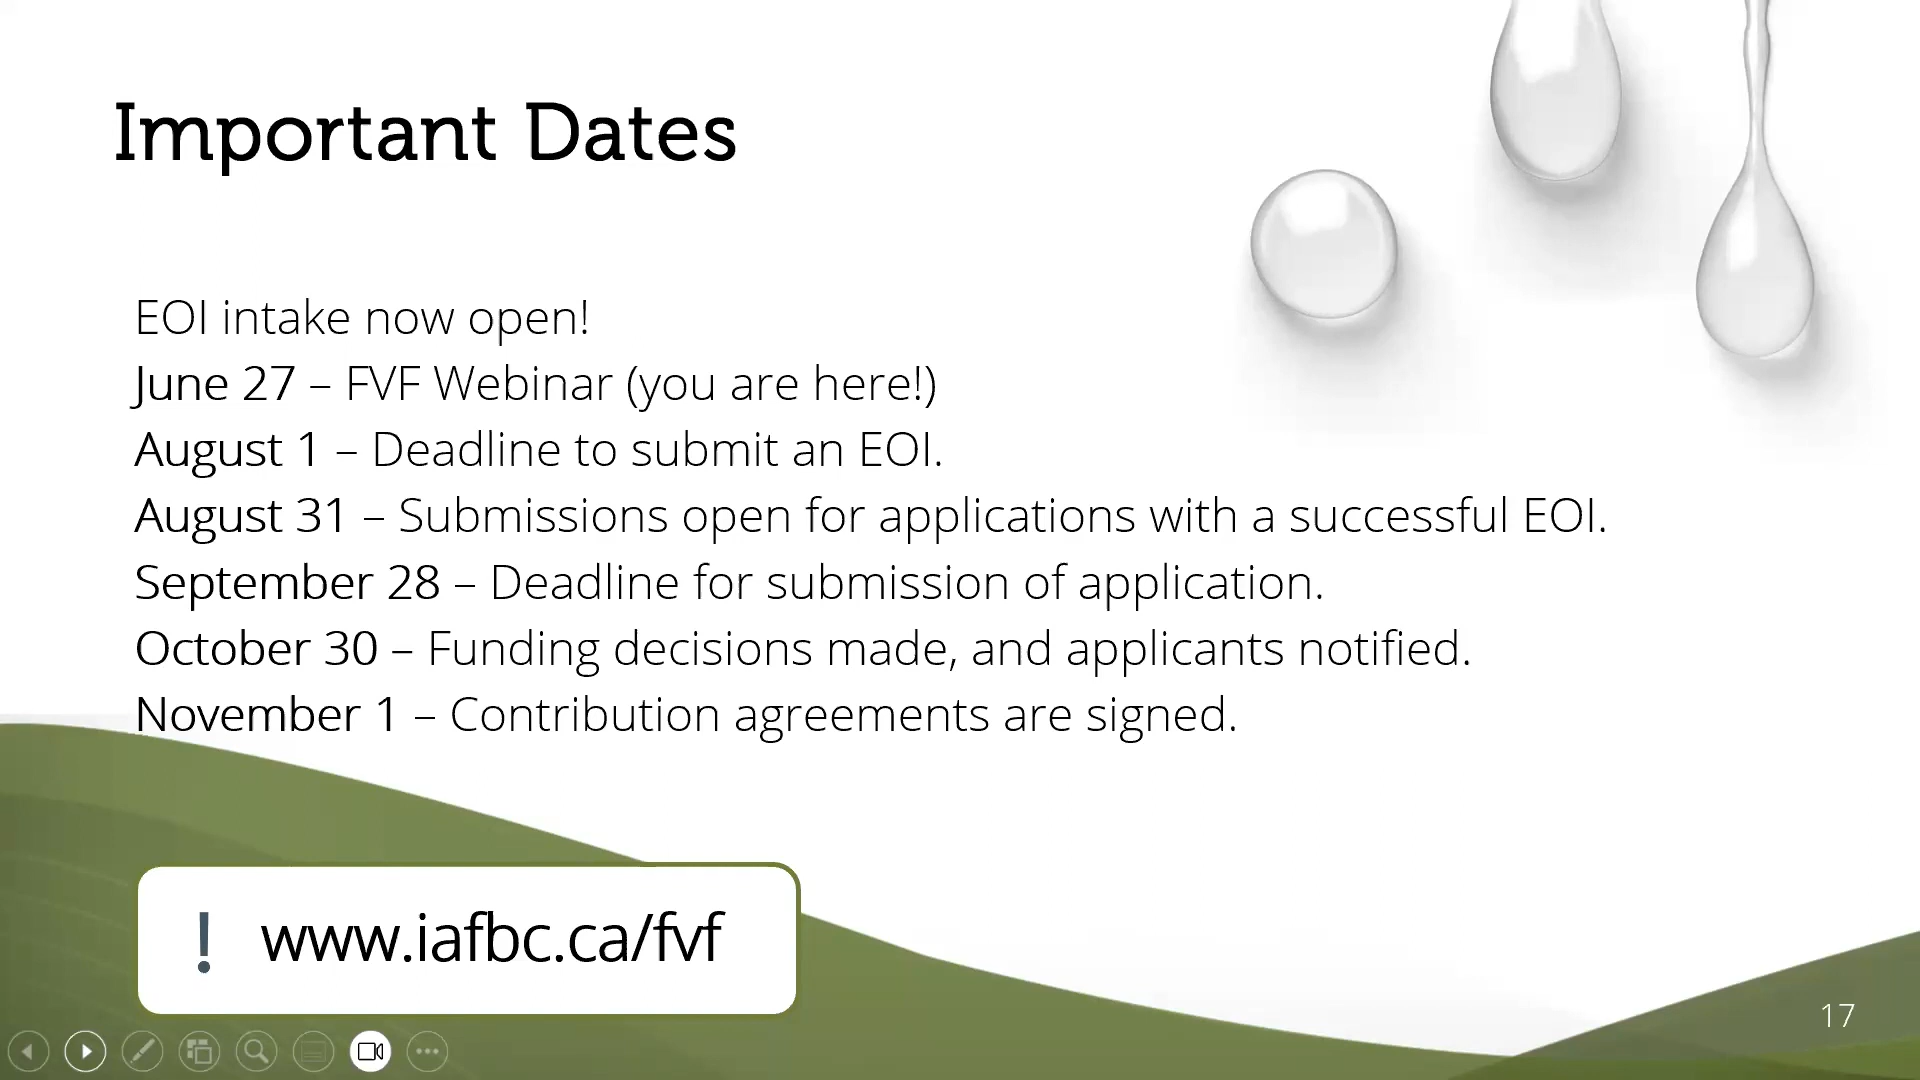 Important Dates
EOI intake now open!
June 27 – FVF Webinar (you are here!)
August 1 – Deadline to submit an EOI.
August 31 – Submissions open for applications with a successful EOI.
September 28 – Deadline for submission of application.
October 30 – Funding decisions made, and applicants notified.
November 1 – Contribution agreements are signed.
! www.iafbc.ca/fvf
17